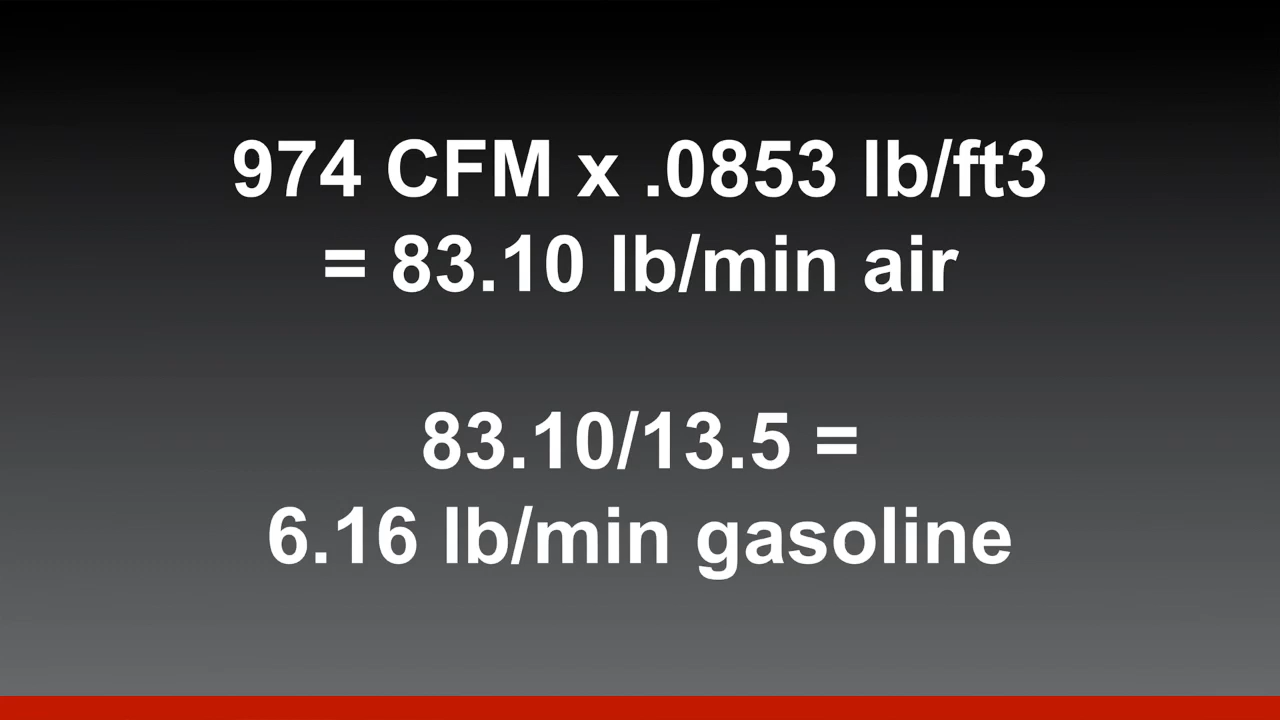 974 CFM x .0853 lb/ft3
= 83.10 lb/min air
83.10/13.5 =
6.16 lb/min gasoline